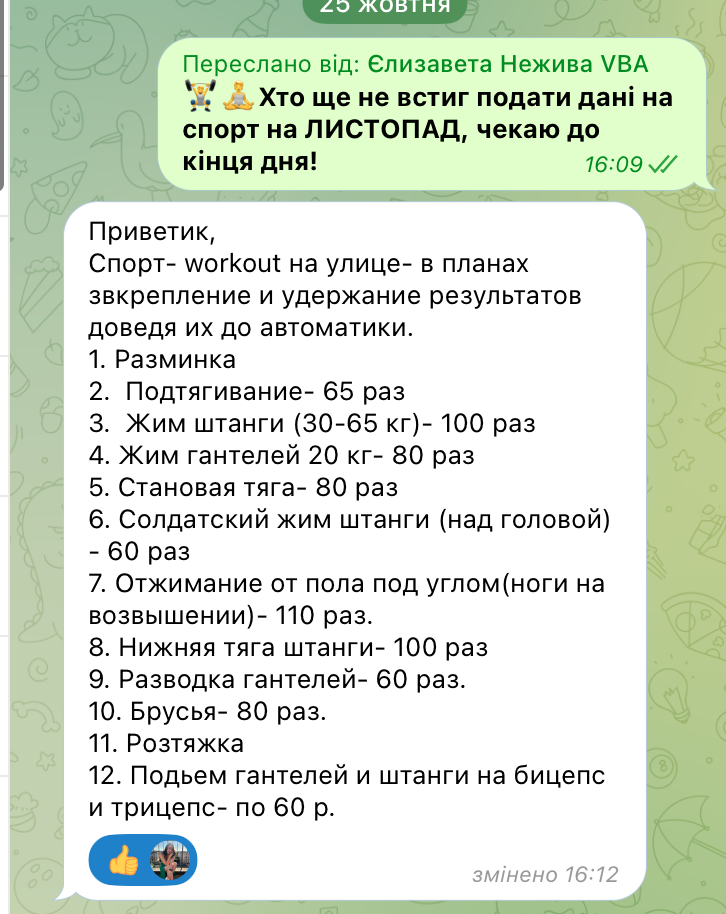 25 жовтня
Переслано від: Єлизавета Нежива VBA
🏋️🧘Хто ще не встиг подати дані на
спорт на ЛИСТОПАД, чекаю до
кінця дня!
16:09
Приветик,
Спорт- workout на улице- в планах
звкрепление и удержание результатов
доведя их до автоматики.
1. Разминка
2.  Подтягивание- 65 раз
3.  Жим штанги (30-65 кг)- 100 раз
4. Жим гантелей 20 кг- 80 раз
5. Становая тяга- 80 раз
6. Солдатский жим штанги (над головой)
- 60 раз
7. Отжимание от пола под углом(ноги на
возвышении)- 110 раз.
8. Нижняя тяга штанги- 100 раз
9. Разводка гантелей- 60 раз.
10. Брусья- 80 раз.
11. Розтяжка
12. Подьем гантелей и штанги на бицепс
и трицепс- по 60 р.
👍
змінено 16:12